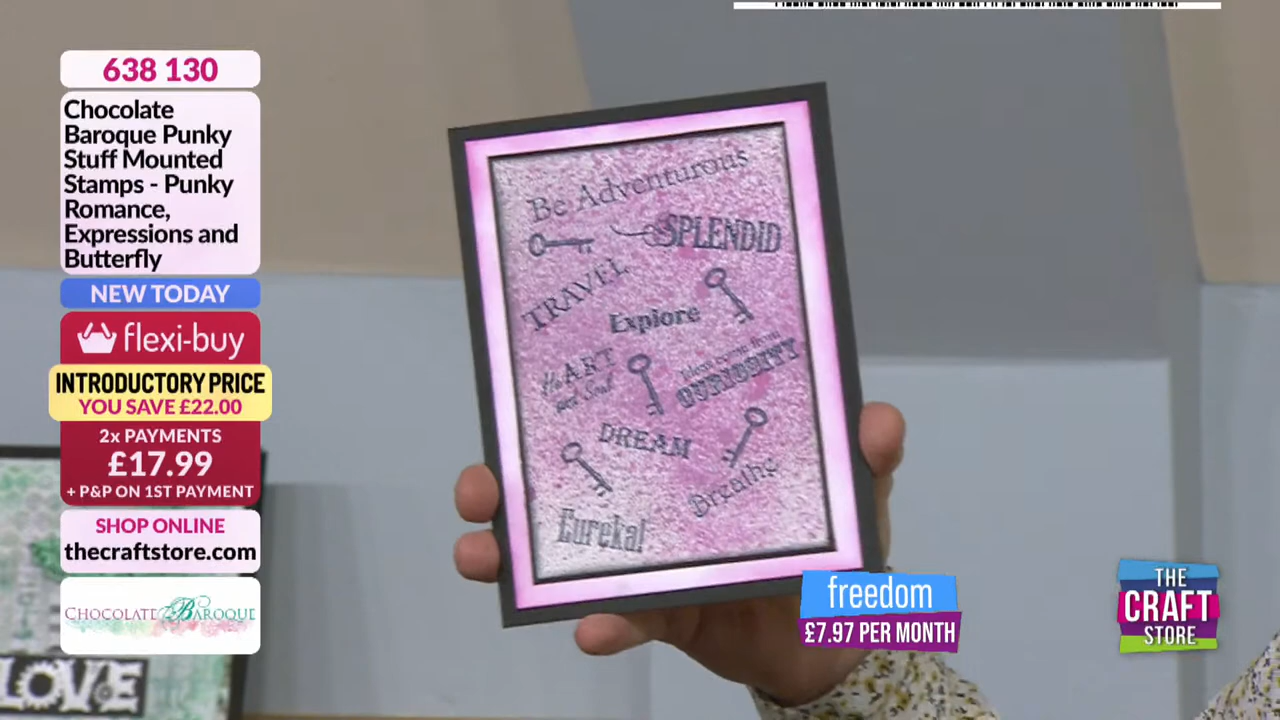 638 130
Chocolate
Baroque Punky
Stuff Mounted
Stamps - Punky
Romance,
Expressions and
Butterfly
NEW TODAY
flexi-buy
INTRODUCTORY PRICE
YOU SAVE £22.00
2x PAYMENTS
£17.99
+ P&P ON 1ST PAYMENT
SHOP ONLINE
thecraftstore.com
CHOCOLATE BAROQUE
LOVE
Be Adventurous
SPLENDID
TRAVEL
Explore
the ART
CURIOSITY
DREAM
Breathe
Eureka!
freedom
£7.97 PER MONTH
THE
CRAFT
STORE